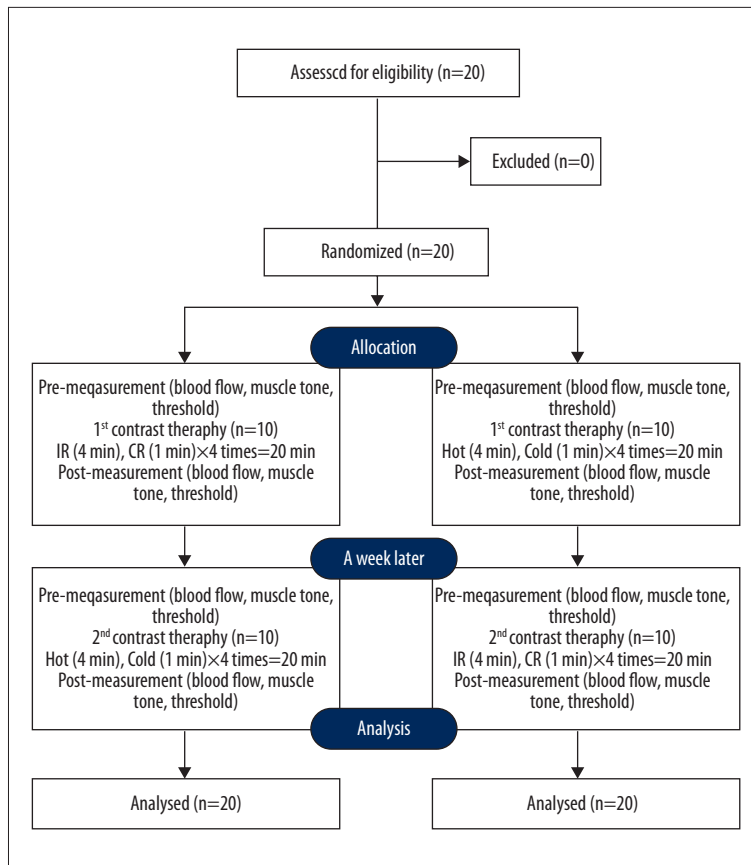 Assesscd for eligibility (n=20)
Excluded (n=0)
Randomized (n=20)
Allocation
Pre-meqasurement (blood flow, muscle tone,
threshold)
1st contrast theraphy (n=10)
IR (4 min), CR (1 min)×4 times=20 min
Post-measurement (blood flow, muscle
tone, threshold)
Pre-meqasurement (blood flow, muscle tone,
threshold)
1st contrast theraphy (n=10)
Hot (4 min), Cold (1 min)×4 times=20 min
Post-measurement (blood flow, muscle
tone, threshold)
A week later
Pre-meqasurement (blood flow, muscle tone,
threshold)
2nd contrast theraphy (n=10)
Hot (4 min), Cold (1 min)×4 times=20 min
Post-measurement (blood flow, muscle
tone, threshold)
Pre-meqasurement (blood flow, muscle tone,
threshold)
2nd contrast theraphy (n=10)
IR (4 min), CR (1 min)×4 times=20 min
Post-measurement (blood flow, muscle
tone, threshold)
Analysis
Analysed (n=20)
Analysed (n=20)